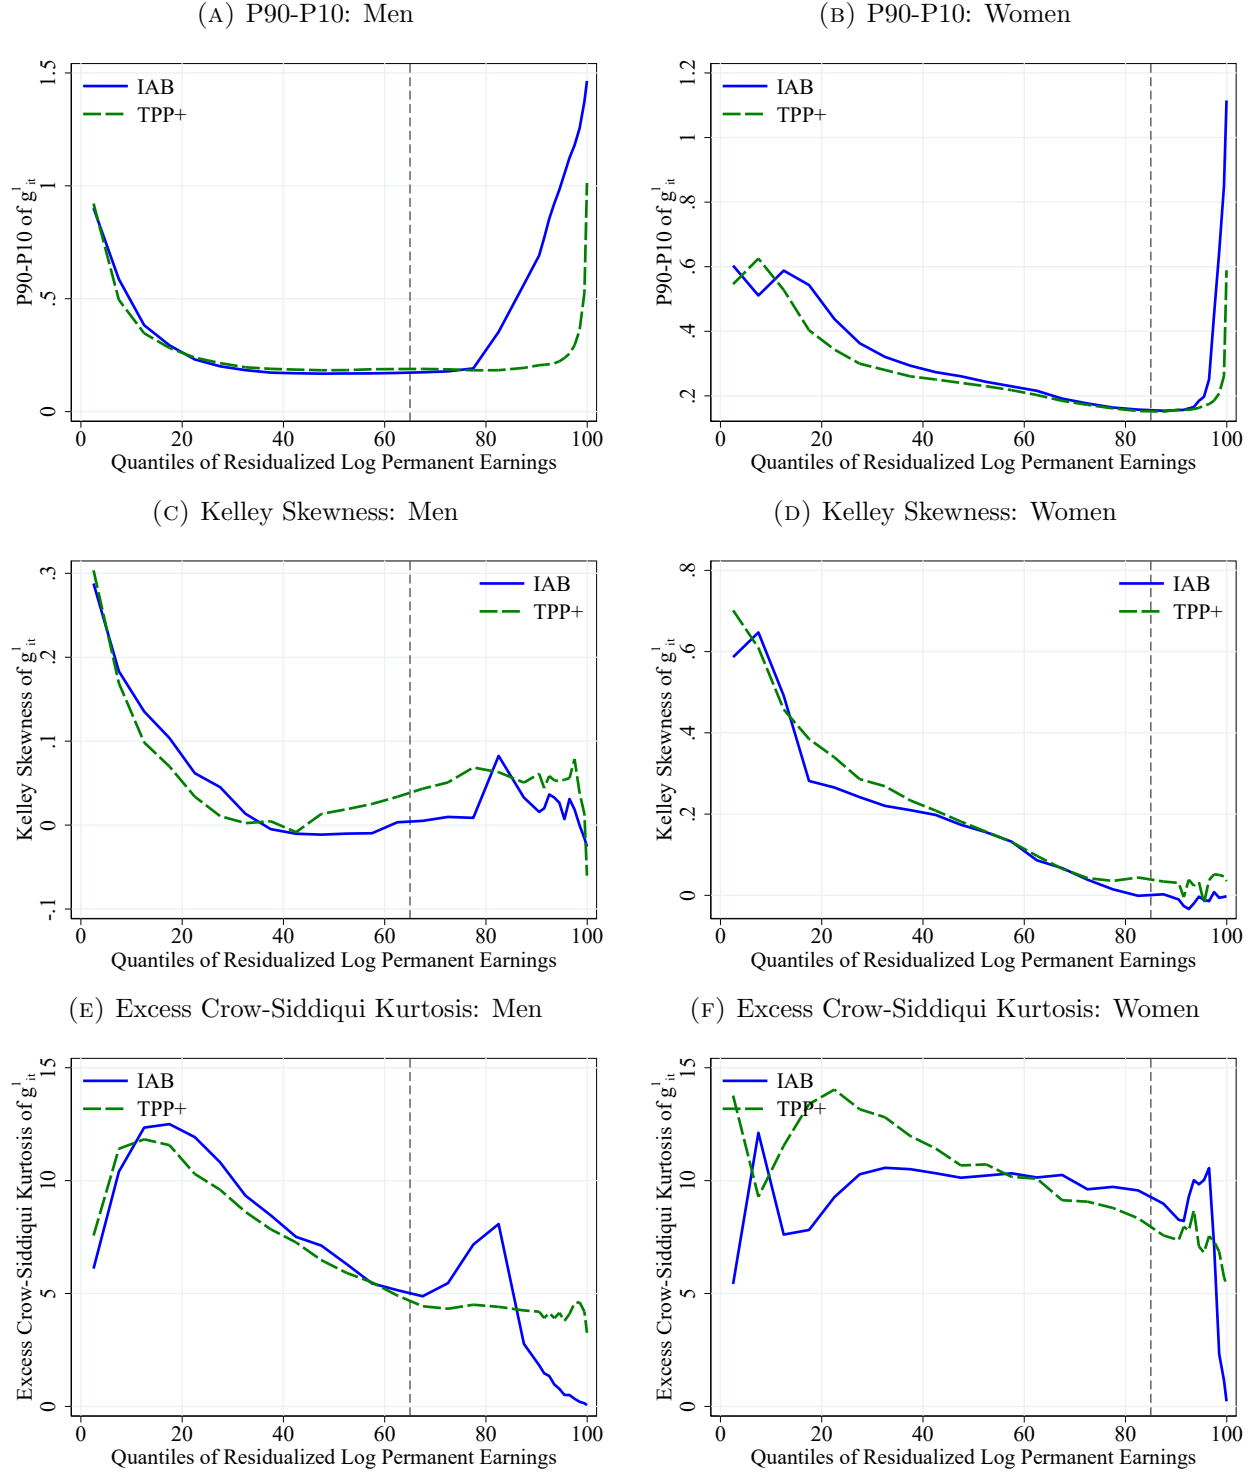 (A) P90-P10: Men
P90-P10 of g¹ᵢₜ
1.5
1
.5
0
IAB
TPP+
0 20 40 60 80 100
Quantiles of Residualized Log Permanent Earnings
(B) P90-P10: Women
P90-P10 of g¹ᵢₜ
1.2
1
.8
.6
.4
.2
IAB
TPP+
0 20 40 60 80 100
Quantiles of Residualized Log Permanent Earnings
(C) Kelley Skewness: Men
Kelley Skewness of g¹ᵢₜ
.3
.2
.1
0
-.1
IAB
TPP+
0 20 40 60 80 100
Quantiles of Residualized Log Permanent Earnings
(D) Kelley Skewness: Women
Kelley Skewness of g¹ᵢₜ
.8
.6
.4
.2
0
IAB
TPP+
0 20 40 60 80 100
Quantiles of Residualized Log Permanent Earnings
(E) Excess Crow-Siddiqui Kurtosis: Men
Excess Crow-Siddiqui Kurtosis of g¹ᵢₜ
15
10
5
0
IAB
TPP+
0 20 40 60 80 100
Quantiles of Residualized Log Permanent Earnings
(F) Excess Crow-Siddiqui Kurtosis: Women
Excess Crow-Siddiqui Kurtosis of g¹ᵢₜ
15
10
5
0
IAB
TPP+
0 20 40 60 80 100
Quantiles of Residualized Log Permanent Earnings